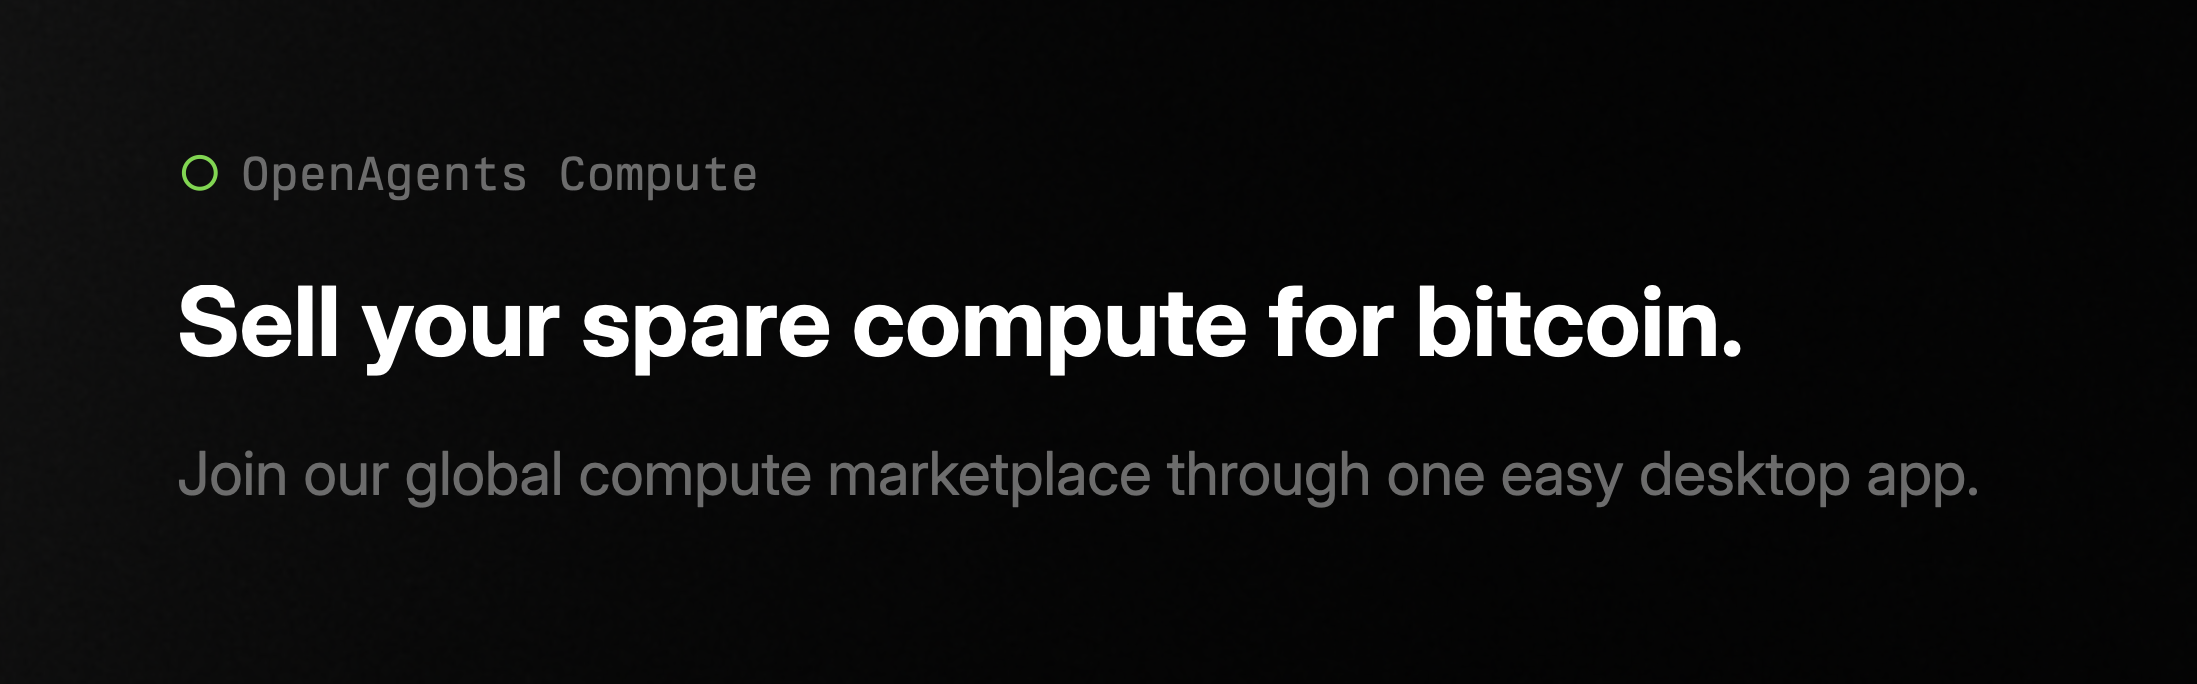 OpenAgents Compute
Sell your spare compute for bitcoin.
Join our global compute marketplace through one easy desktop app.